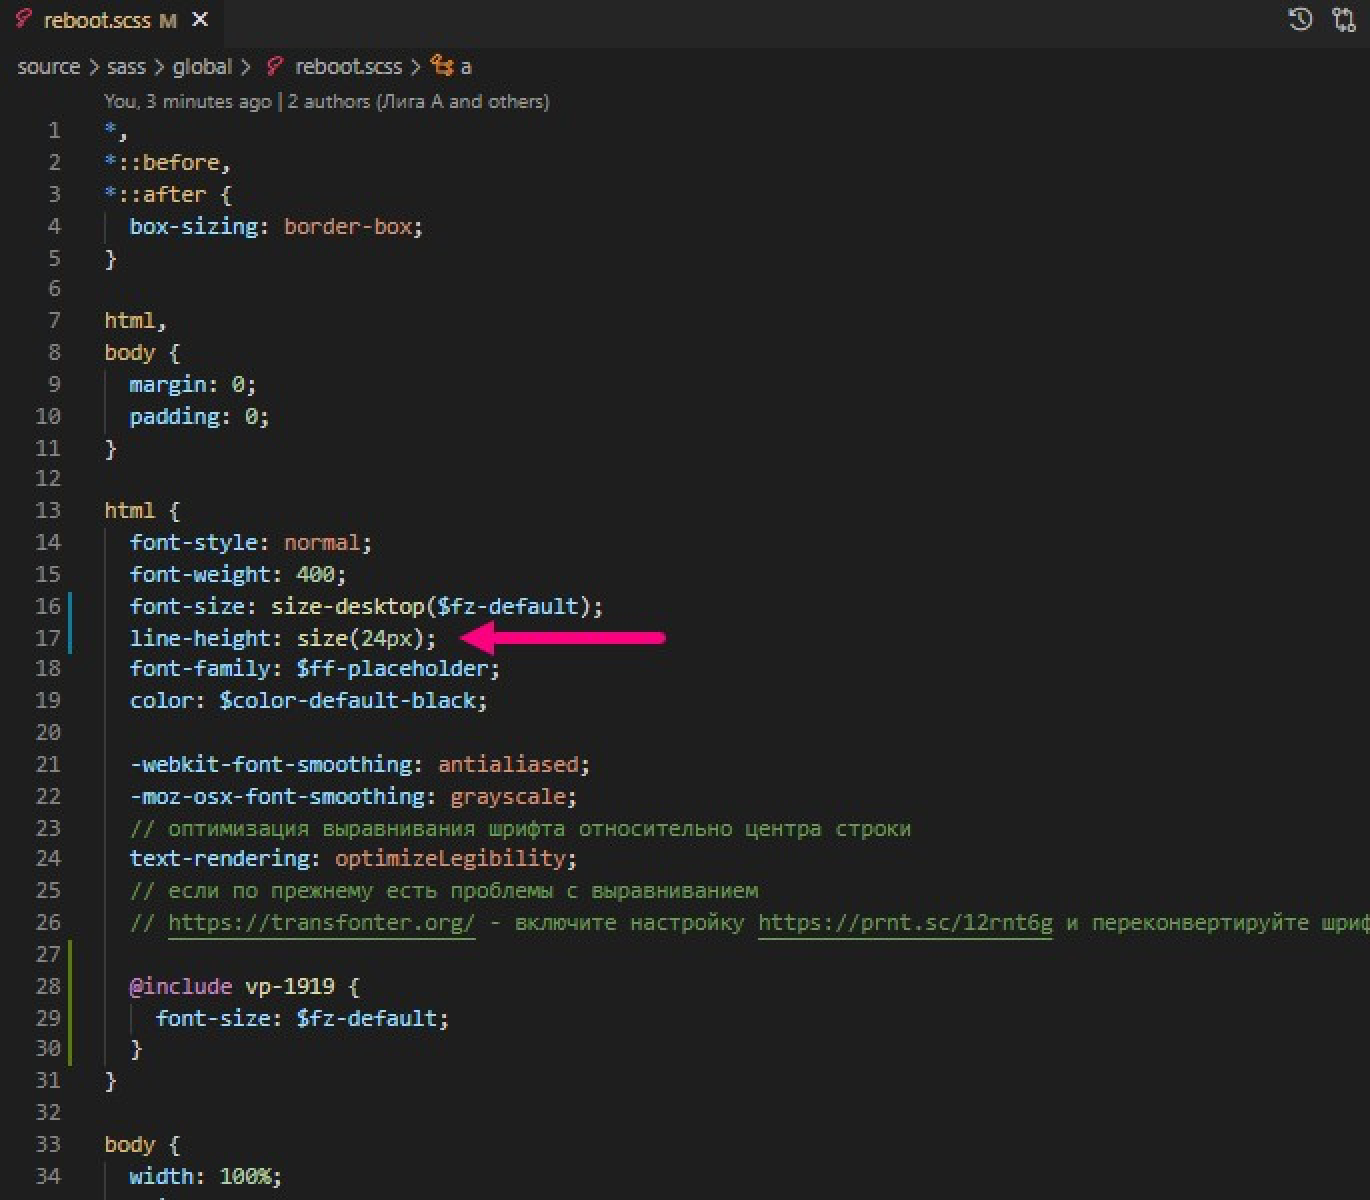 reboot.scss M ×
source > sass > global > reboot.scss > a
You, 3 minutes ago | 2 authors (Лига А and others)
1 *,
2 *::before,
3 *::after {
4 box-sizing: border-box;
5 }
6
7 html,
8 body {
9 margin: 0;
10 padding: 0;
11 }
12
13 html {
14 font-style: normal;
15 font-weight: 400;
16 font-size: size-desktop($fz-default);
17 line-height: size(24px);
18 font-family: $ff-placeholder;
19 color: $color-default-black;
20
21 -webkit-font-smoothing: antialiased;
22 -moz-osx-font-smoothing: grayscale;
23 // оптимизация выравнивания шрифта относительно центра строки
24 text-rendering: optimizeLegibility;
25 // если по прежнему есть проблемы с выравниванием
26 // https://transfonter.org/ - включите настройку https://prnt.sc/12rnt6g и переконвертируйте шриф
27
28 @include vp-1919 {
29 font-size: $fz-default;
30 }
31 }
32
33 body {
34 width: 100%;